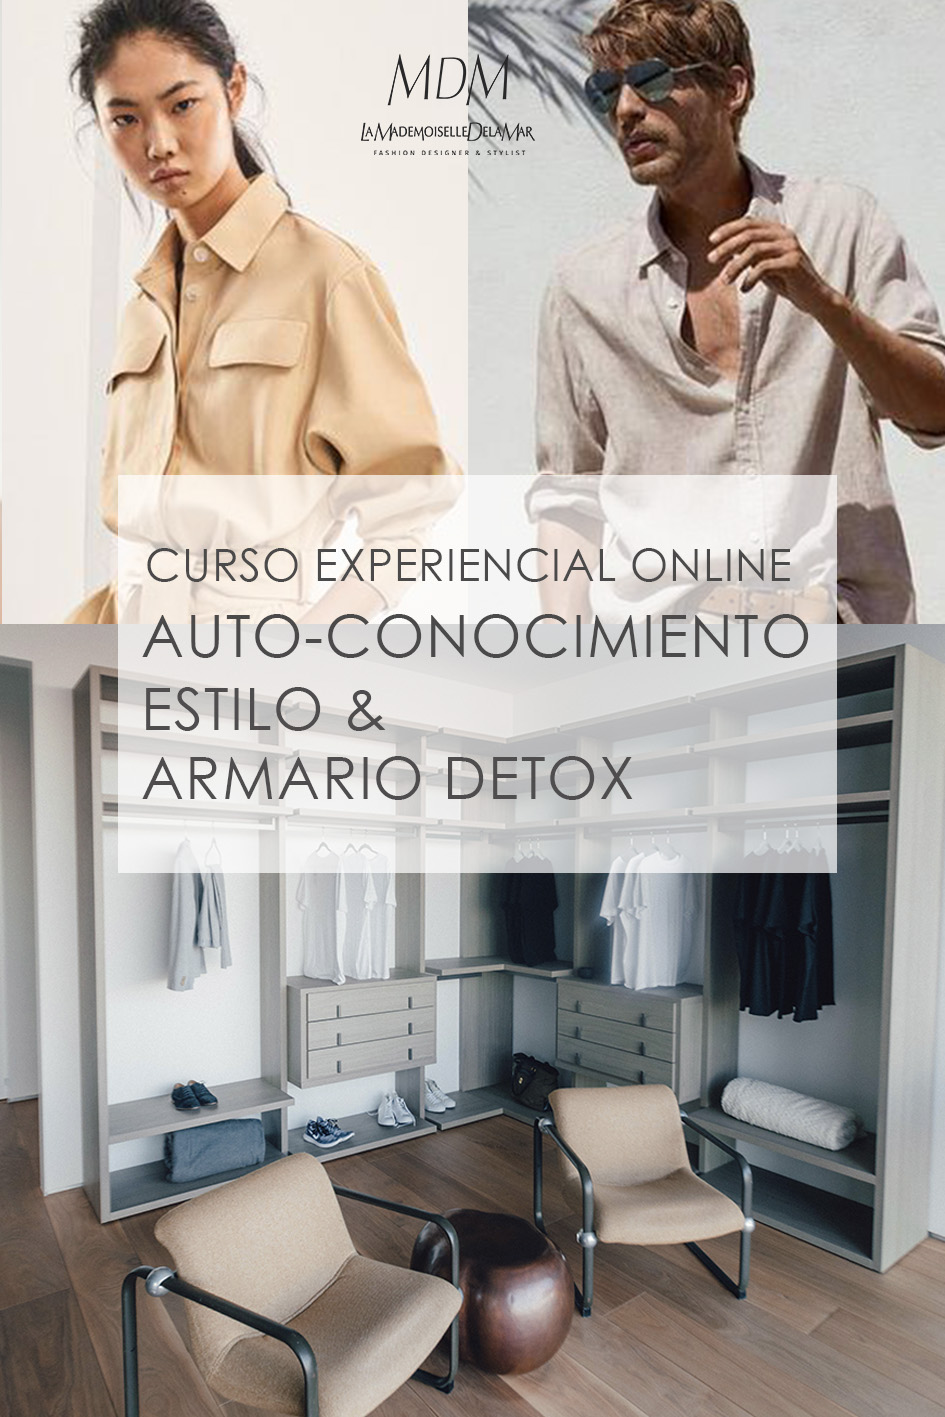 MDM
LAMADEMOISELLEDELAMAR
FASHION DESIGNER & STYLIST
CURSO EXPERIENCIAL ONLINE
AUTO-CONOCIMIENTO
ESTILO &
ARMARIO DETOX